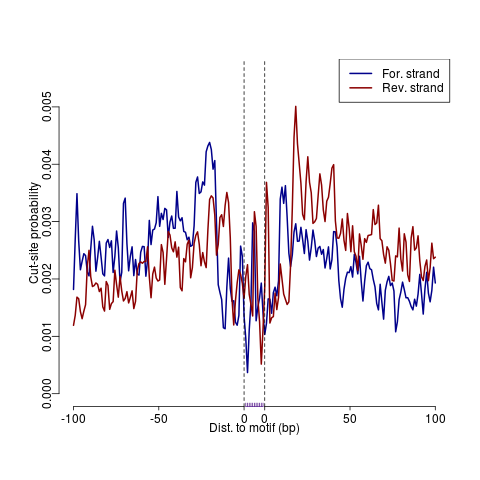 For. strand
Rev. strand
Cut-site probability
0.005
0.004
0.003
0.002
0.001
0.000
-100 -50 0 0 50 100
Dist. to motif (bp)